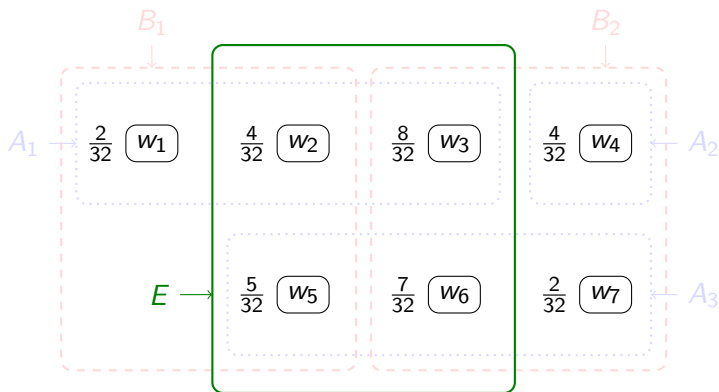 B₁ B₂
A₁ 2/32 w₁ 4/32 w₂ 8/32 w₃ 4/32 w₄ A₂
E 5/32 w₅ 7/32 w₆ 2/32 w₇ A₃